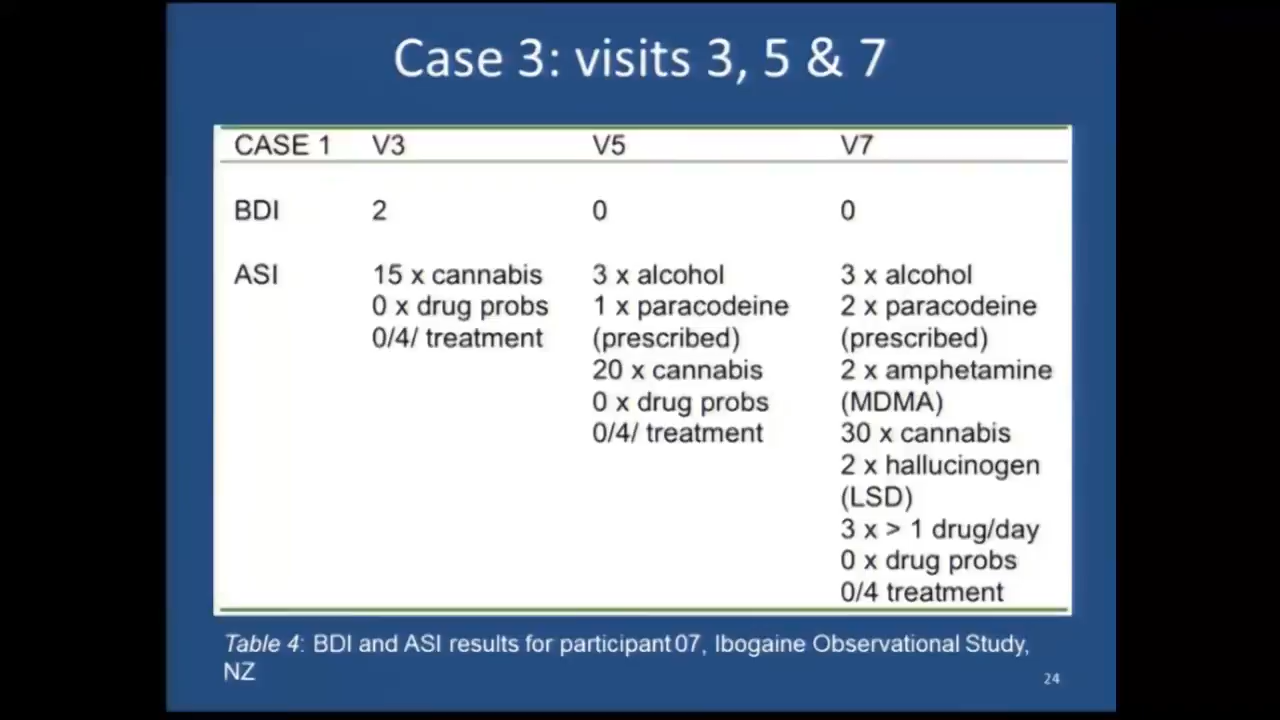 Case 3: visits 3, 5 & 7
CASE 1 V3 V5 V7
BDI 2 0 0
ASI 15 x cannabis 3 x alcohol 3 x alcohol
0 x drug probs 1 x paracodeine 2 x paracodeine
0/4/ treatment (prescribed) (prescribed)
20 x cannabis 2 x amphetamine
0 x drug probs (MDMA)
0/4/ treatment 30 x cannabis
2 x hallucinogen
(LSD)
3 x > 1 drug/day
0 x drug probs
0/4 treatment
Table 4: BDI and ASI results for participant 07, Ibogaine Observational Study,
NZ
24